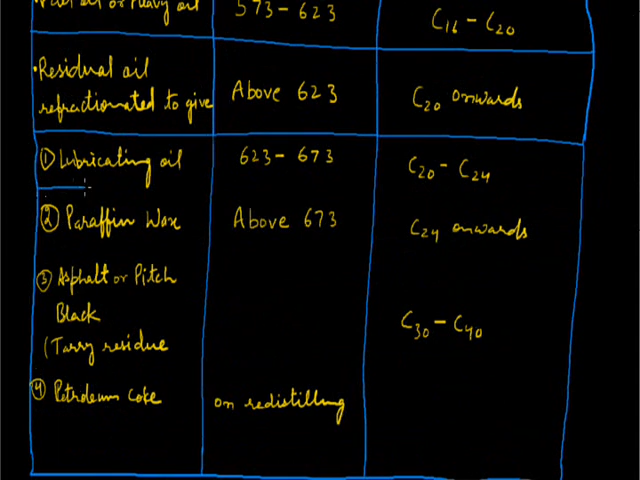 oil or Heavy oil 573-623 C16-C20
•Residual oil
refractionated to give Above 623 C20 onwards
① Lubricating oil 623-673 C20-C24
② Paraffin Wax Above 673 C24 onwards
③ Asphalt or Pitch
Black C30-C40
(Tarry residue
④ Petroleum coke on redistilling